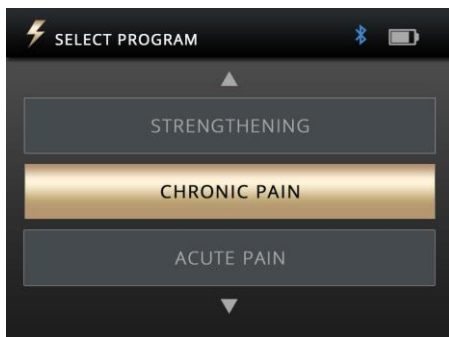 SELECT PROGRAM
STRENGTHENING
CHRONIC PAIN
ACUTE PAIN